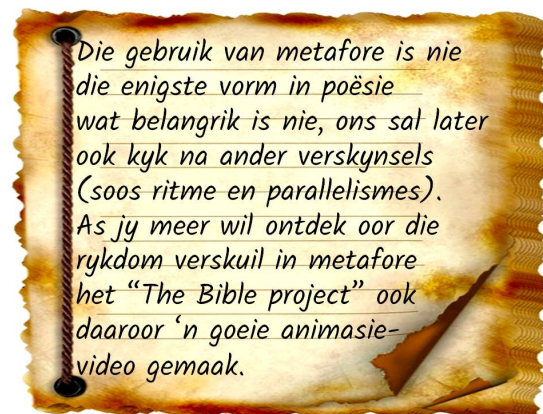 Die gebruik van metafore is nie
die enigste vorm in poësie
wat belangrik is nie, ons sal later
ook kyk na ander verskynsels
(soos ritme en parallelismes).
As jy meer wil ontdek oor die
rykdom verskuil in metafore
het “The Bible project” ook
daaroor ‘n goeie animasie-
video gemaak.